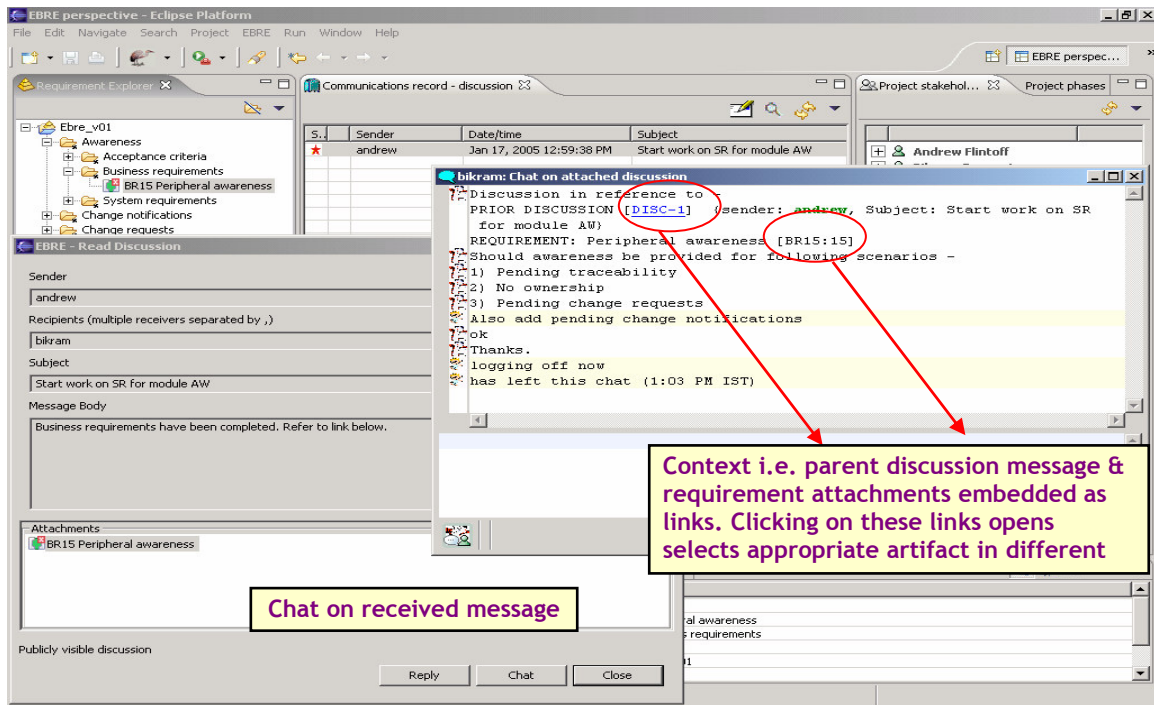 EBRE perspective - Eclipse Platform
File Edit Navigate Search Project EBRE Run Window Help
EBRE perspec... »
Requirement Explorer
Ebre_v01
Awareness
Acceptance criteria
Business requirements
BR15 Peripheral awareness
System requirements
Change notifications
Change requests
Communications record - discussion
S.. Sender Date/time Subject
andrew Jan 17, 2005 12:59:38 PM Start work on SR for module AW
Project stakehol... Project phases
Andrew Flintoff
bikram: Chat on attached discussion
Discussion in reference to -
PRIOR DISCUSSION [DISC-1] (sender: andrew, Subject: Start work on SR
for module AW)
REQUIREMENT: Peripheral awareness [BR15:15]
Should awareness be provided for following scenarios -
1) Pending traceability
2) No ownership
3) Pending change requests
Also add pending change notifications
ok
Thanks.
logging off now
has left this chat (1:03 PM IST)
EBRE - Read Discussion
Sender
andrew
Recipients (multiple receivers separated by ,)
bikram
Subject
Start work on SR for module AW
Message Body
Business requirements have been completed. Refer to link below.
Attachments
BR15 Peripheral awareness
Publicly visible discussion
Reply Chat Close
Context i.e. parent discussion message &
requirement attachments embedded as
links. Clicking on these links opens
selects appropriate artifact in different
Chat on received message
al awareness
requirements